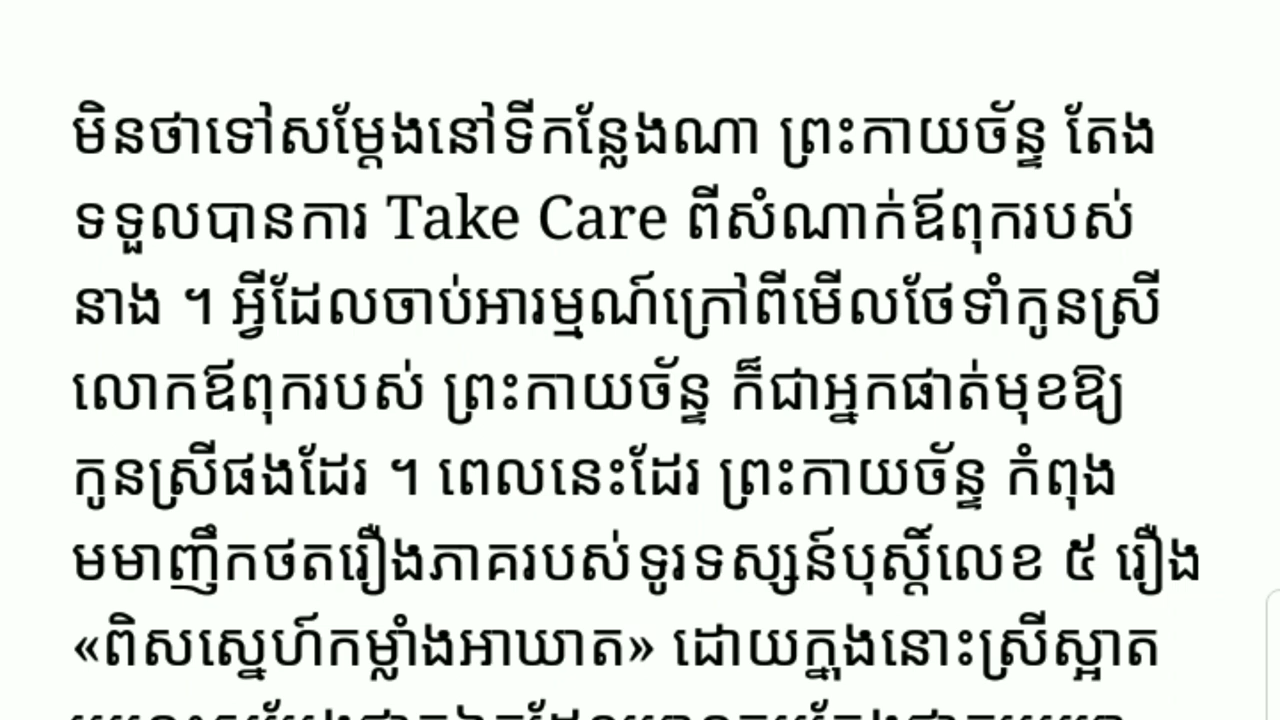 មិនថាទៅសម្ដែងនៅទីកន្លែងណា ព្រះកាយច័ន្ទ តែង
ទទួលបានការ Take Care ពីសំណាក់ឪពុករបស់
នាង ។ អ្វីដែលចាប់អារម្មណ៍ក្រៅពីមើលថែទាំកូនស្រី
លោកឪពុករបស់ ព្រះកាយច័ន្ទ ក៏ជាអ្នកផាត់មុខឱ្យ
កូនស្រីផងដែរ ។ ពេលនេះដែរ ព្រះកាយច័ន្ទ កំពុង
មមាញឹកថតរឿងភាគរបស់ទូរទស្សន៍បុស្តិ៍លេខ ៥ រឿង
«ពិសស្នេហ៍កម្លាំងអាឃាត» ដោយក្នុងនោះស្រីស្អាត